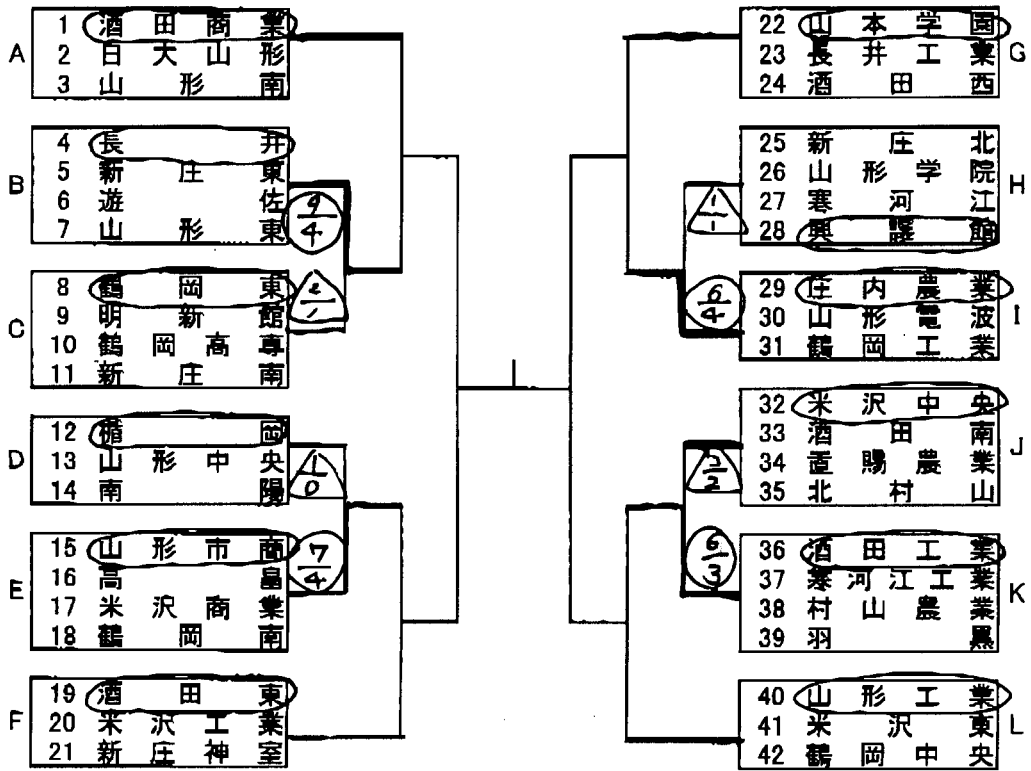 A
1 酒田商業
2 日大山形
3 山形南
B
4 長井
5 新庄東
6 遊佐
7 山形東
9/4
C
8 鶴岡東
9 明新館
10 鶴岡高専
11 新庄南
2/1
D
12 楯岡
13 山形中央
14 南陽
1/0
E
15 山形市商
16 高畠
17 米沢商業
18 鶴岡南
7/4
F
19 酒田東
20 米沢工業
21 新庄神室
G
22 山本学園
23 長井工業
24 酒田西
H
25 新庄北
26 山形学院
27 寒河江
28 興譲館
1/1
I
29 庄内農業
30 山形電波
31 鶴岡工業
6/4
J
32 米沢中央
33 酒田南
34 置賜農業
35 北村山
2/2
K
36 酒田工業
37 寒河江工業
38 村山農業
39 羽黒
6/3
L
40 山形工業
41 米沢東
42 鶴岡中央